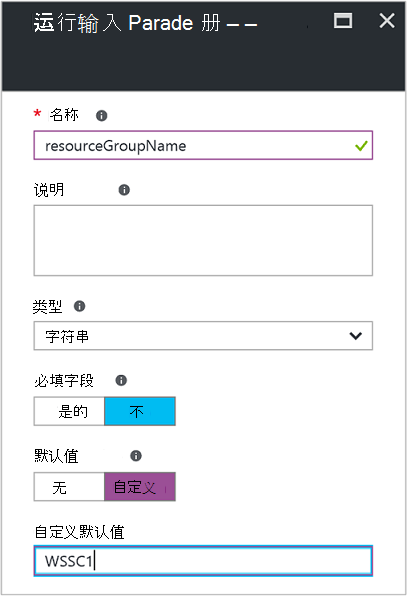 运行输入 Parade 册 – –
* 名称
resourceGroupName
说明
类型
字符串
必填字段
是的 不
默认值
无 自定义
自定义默认值
WSSC1